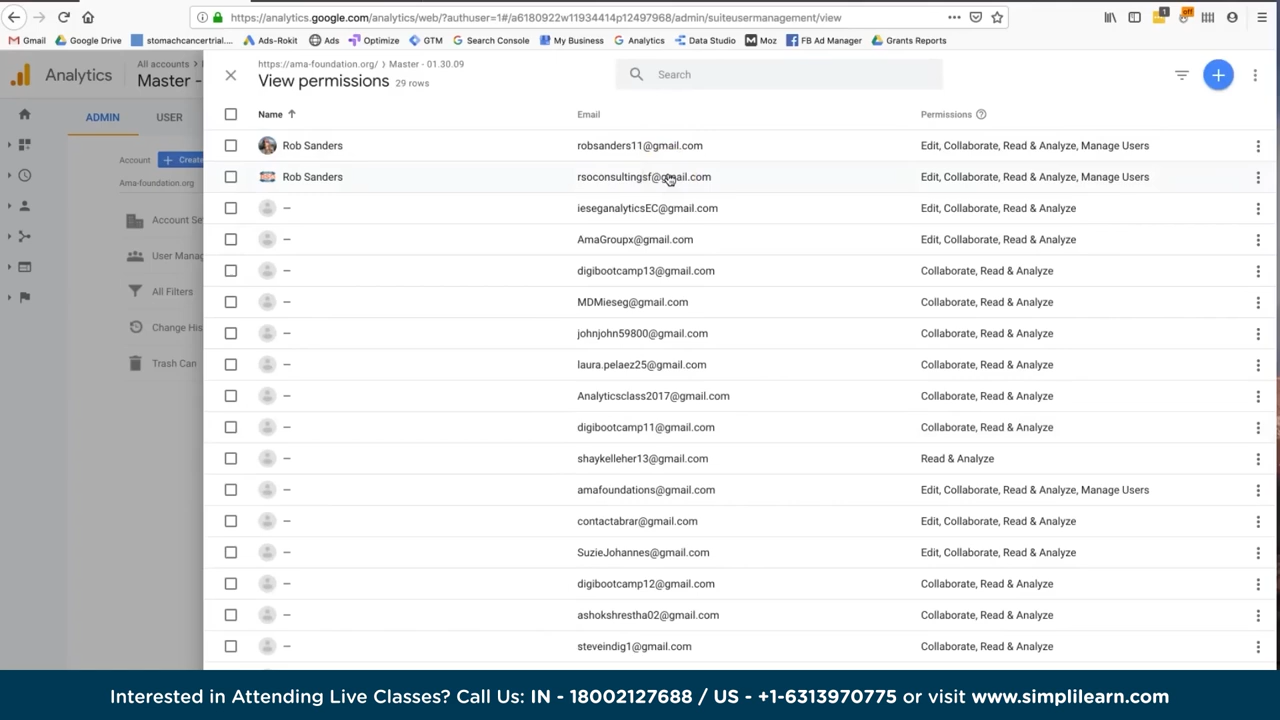 https://analytics.google.com/analytics/web/?authuser=1#/a6180922w11934414p12497968/admin/suiteusermanagement/view
1
off
Gmail Google Drive stomachcancertrial.... Ads-Rokit Ads Optimize GTM Search Console My Business Analytics Data Studio Moz FB Ad Manager Grants Reports
Analytics
All accounts
Master -
ADMIN USER
Account + Create
Ama-foundation.org
Account Se
User Manag
All Filters
Change His
Trash Can
https://ama-foundation.org/ > Master - 01.30.09
View permissions 29 rows
Search
Name Email Permissions
Rob Sanders robsanders11@gmail.com Edit, Collaborate, Read & Analyze, Manage Users
Rob Sanders rsoconsultingsf@gmail.com Edit, Collaborate, Read & Analyze, Manage Users
– ieseganalyticsEC@gmail.com Edit, Collaborate, Read & Analyze
– AmaGroupx@gmail.com Edit, Collaborate, Read & Analyze
– digibootcamp13@gmail.com Collaborate, Read & Analyze
– MDMieseg@gmail.com Collaborate, Read & Analyze
– johnjohn59800@gmail.com Collaborate, Read & Analyze
– laura.pelaez25@gmail.com Collaborate, Read & Analyze
– Analyticsclass2017@gmail.com Collaborate, Read & Analyze
– digibootcamp11@gmail.com Collaborate, Read & Analyze
– shaykelleher13@gmail.com Read & Analyze
– amafoundations@gmail.com Edit, Collaborate, Read & Analyze, Manage Users
– contactabrar@gmail.com Edit, Collaborate, Read & Analyze
– SuzieJohannes@gmail.com Edit, Collaborate, Read & Analyze
– digibootcamp12@gmail.com Collaborate, Read & Analyze
– ashokshrestha02@gmail.com Collaborate, Read & Analyze
– steveindig1@gmail.com Collaborate, Read & Analyze
Interested in Attending Live Classes? Call Us: IN - 18002127688 / US - +1-6313970775 or visit www.simplilearn.com